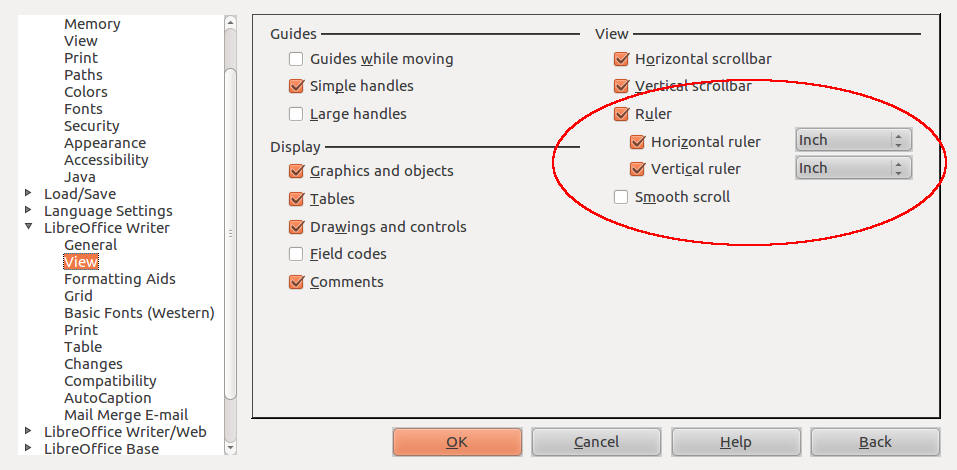 Memory
View
Print
Paths
Colors
Fonts
Security
Appearance
Accessibility
Java
Load/Save
Language Settings
LibreOffice Writer
General
View
Formatting Aids
Grid
Basic Fonts (Western)
Print
Table
Changes
Compatibility
AutoCaption
Mail Merge E-mail
LibreOffice Writer/Web
LibreOffice Base
Guides
Guides while moving
Simple handles
Large handles
Display
Graphics and objects
Tables
Drawings and controls
Field codes
Comments
View
Horizontal scrollbar
Vertical scrollbar
Ruler
Horizontal ruler Inch
Vertical ruler Inch
Smooth scroll
OK Cancel Help Back